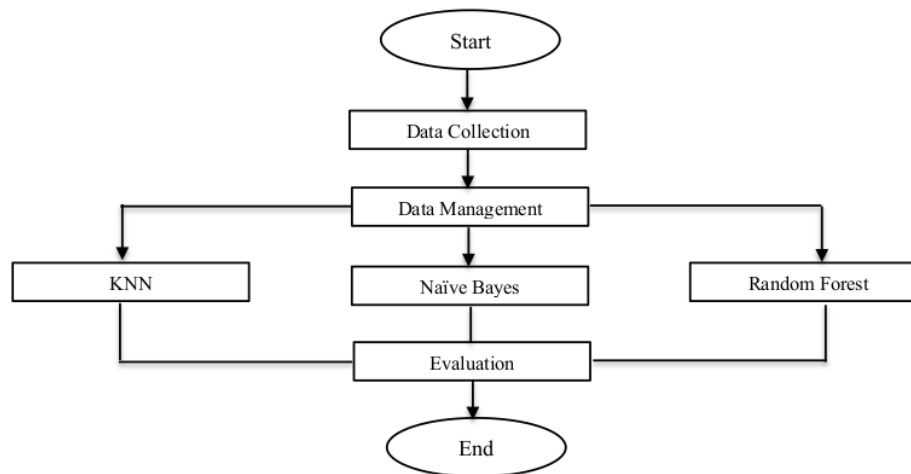 Start
Data Collection
Data Management
KNN
Naïve Bayes
Random Forest
Evaluation
End